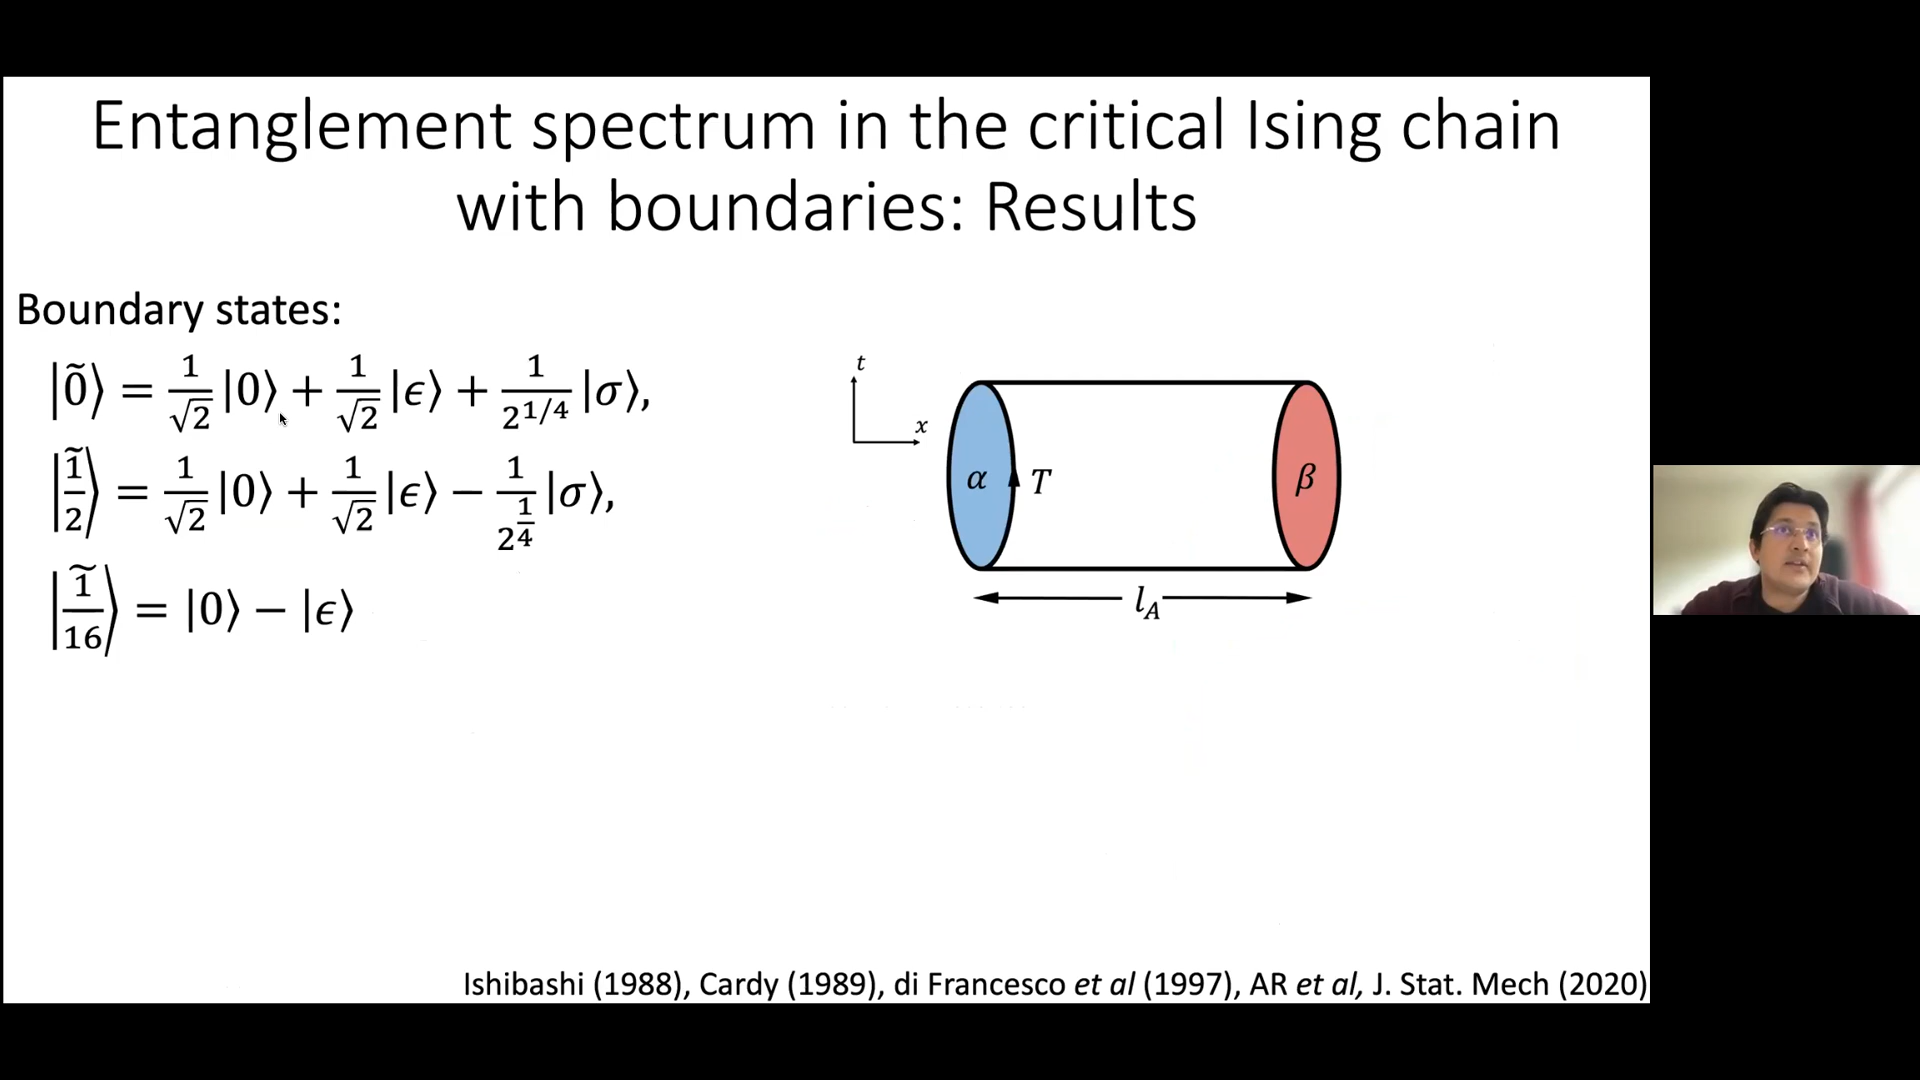 Entanglement spectrum in the critical Ising chain
with boundaries: Results
Boundary states:
|0̃⟩ = 1/√2 |0⟩ + 1/√2 |ϵ⟩ + 1/2^{1/4} |σ⟩,
|1̃/2⟩ = 1/√2 |0⟩ + 1/√2 |ϵ⟩ − 1/2^{1/4} |σ⟩,
|1̃/16⟩ = |0⟩ − |ϵ⟩
t
x
α
T
β
l_A
Ishibashi (1988), Cardy (1989), di Francesco et al (1997), AR et al, J. Stat. Mech (2020)